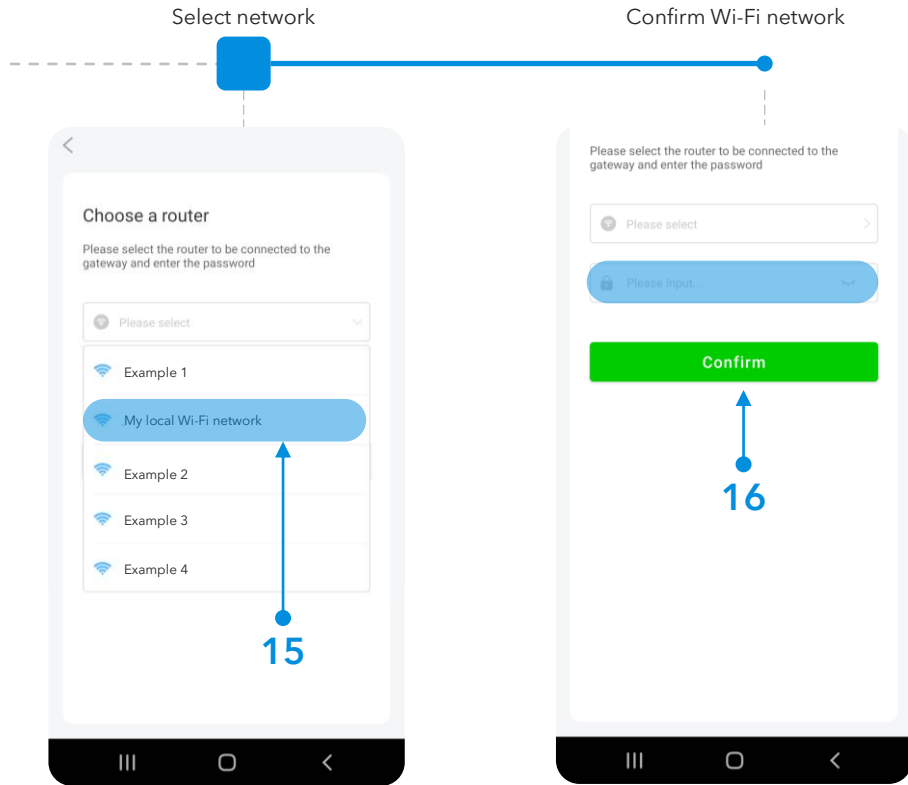 Select network
Confirm Wi-Fi network
Choose a router
Please select the router to be connected to the
gateway and enter the password
Please select
Example 1
My local Wi-Fi network
Example 2
Example 3
Example 4
15
Please select the router to be connected to the
gateway and enter the password
Please select
Please Input...
Confirm
16